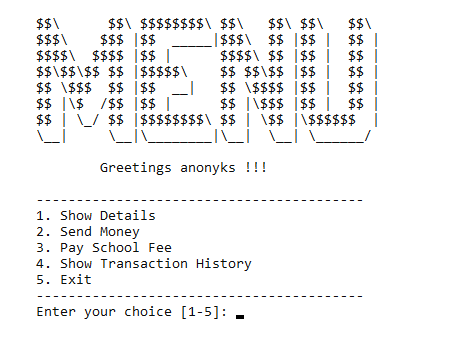 MENU
Greetings anonyks !!!
-----------------------------------------
1. Show Details
2. Send Money
3. Pay School Fee
4. Show Transaction History
5. Exit
-----------------------------------------
Enter your choice [1-5]: